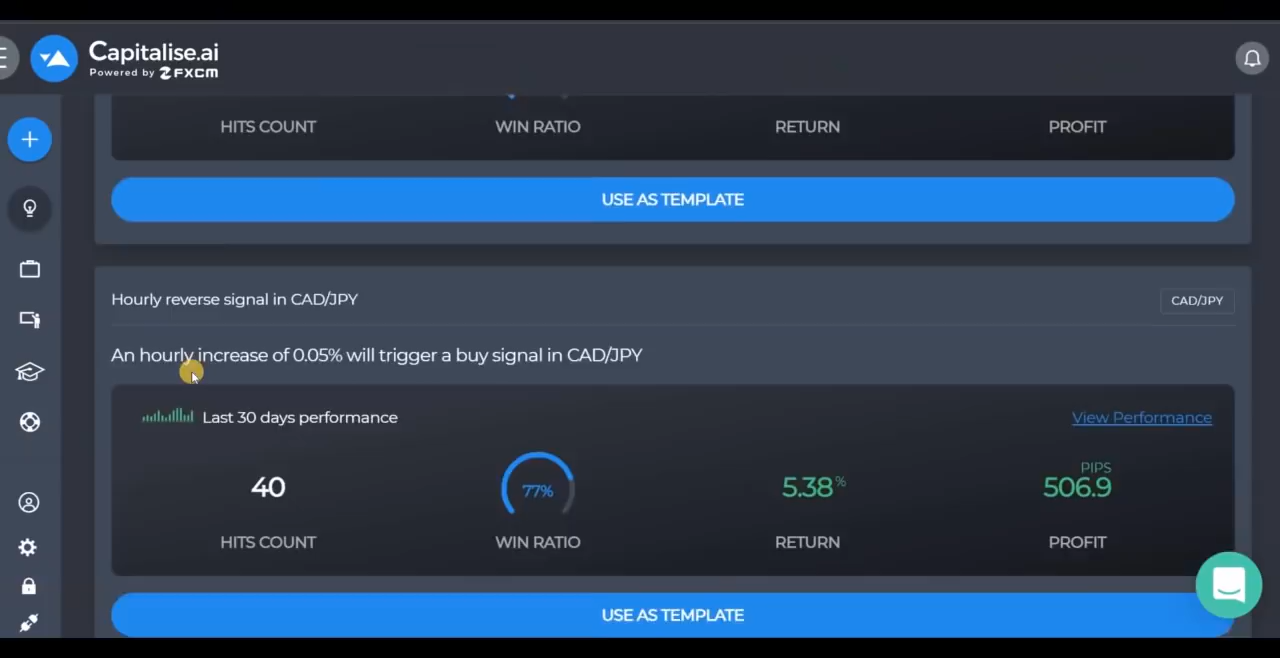 Capitalise.ai
Powered by FXCM
HITS COUNT WIN RATIO RETURN PROFIT
USE AS TEMPLATE
Hourly reverse signal in CAD/JPY CAD/JPY
An hourly increase of 0.05% will trigger a buy signal in CAD/JPY
Last 30 days performance View Performance
40 77% 5.38% PIPS 506.9
HITS COUNT WIN RATIO RETURN PROFIT
USE AS TEMPLATE